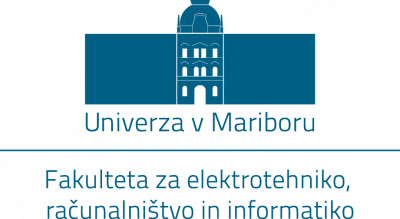 Univerza v Mariboru
Fakulteta za elektrotehniko,
računalništvo in informatiko